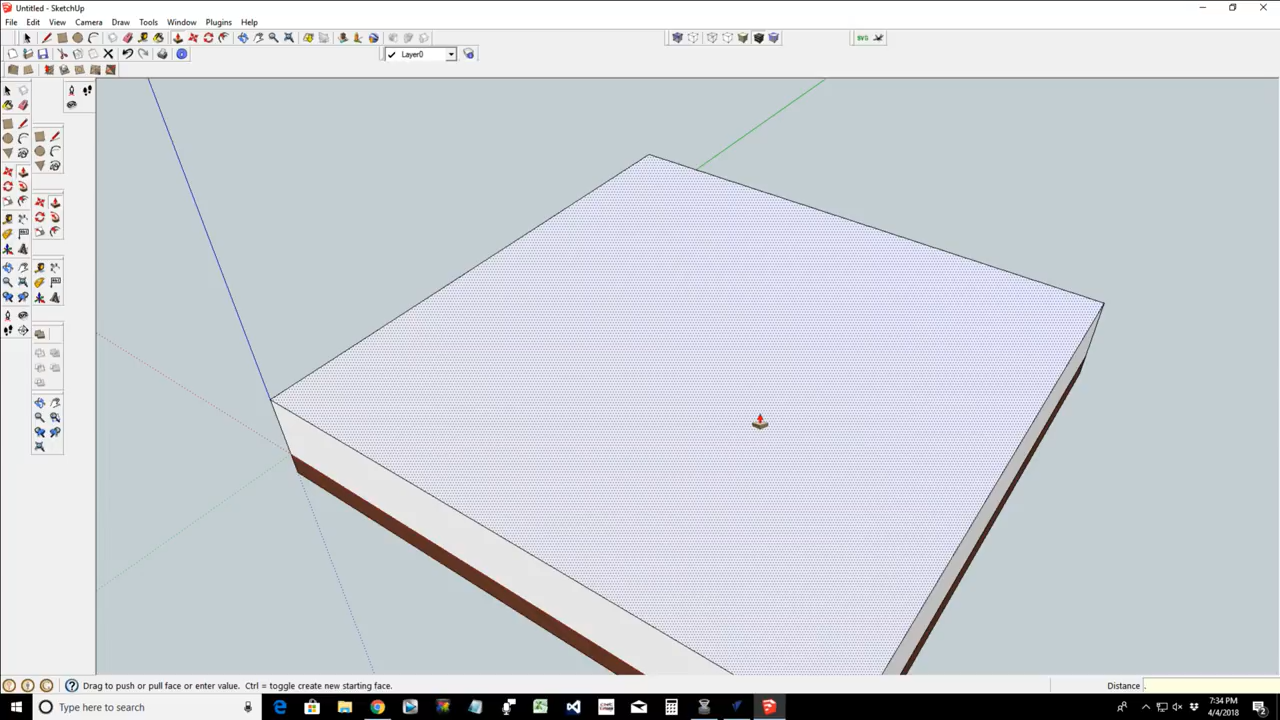 Untitled - SketchUp
File Edit View Camera Draw Tools Window Plugins Help
Layer0
Drag to push or pull face or enter value. Ctrl = toggle create new starting face.
Distance .
Type here to search
7:34 PM
4/4/2018